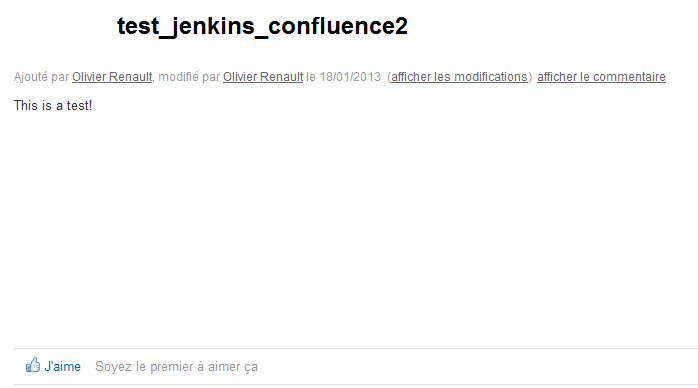 test_jenkins_confluence2
Ajouté par Olivier Renault, modifié par Olivier Renault le 18/01/2013 (afficher les modifications) afficher le commentaire
This is a test!
J'aime Soyez le premier à aimer ça